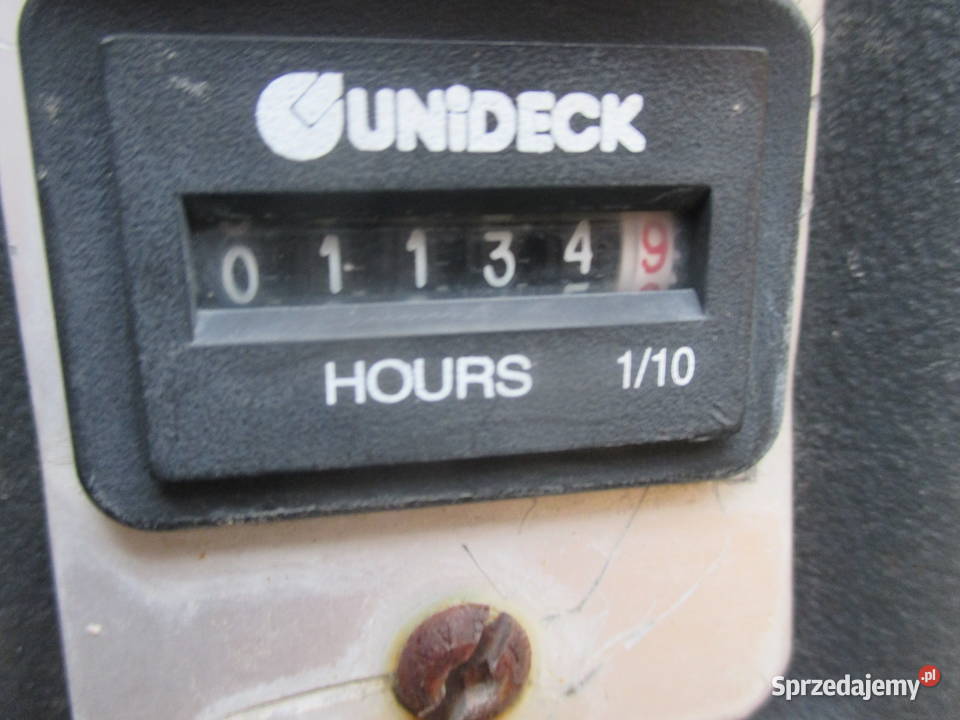 UNiDECK
0 1 1 3 4 9
HOURS 1/10
Sprzedajemy.pl